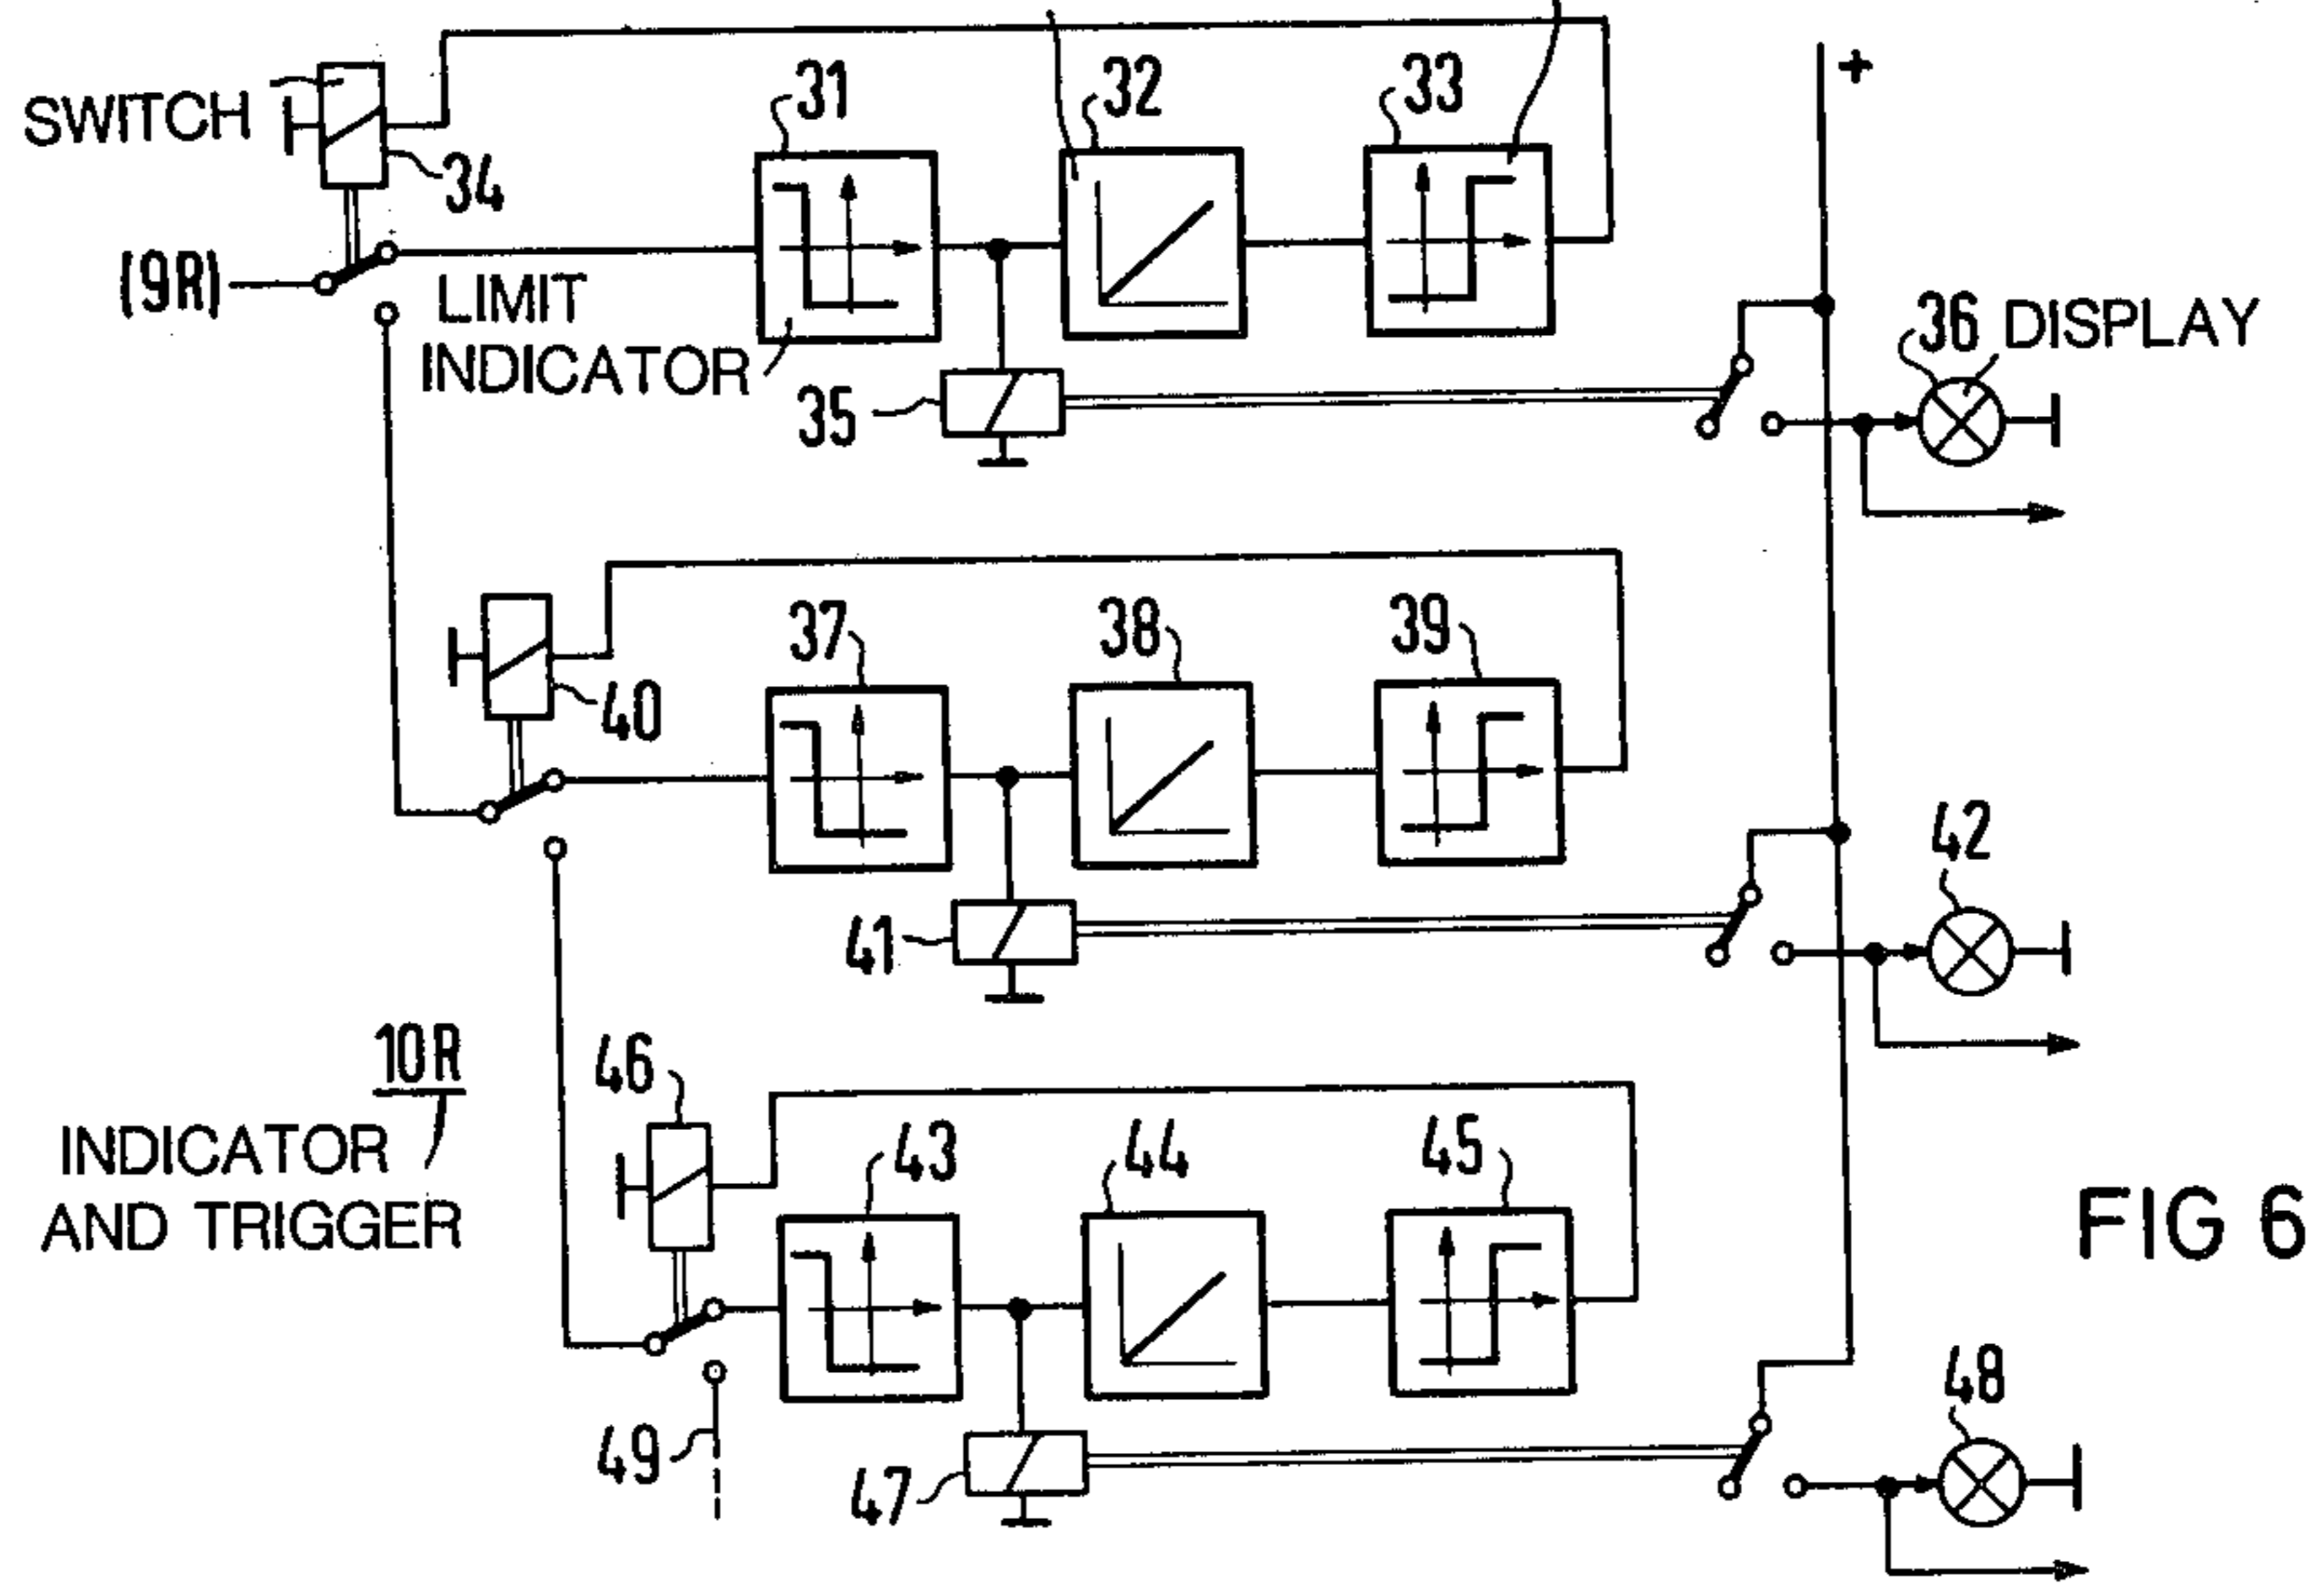 31
32
33
+
SWITCH
34
(9R)
LIMIT
INDICATOR
36 DISPLAY
35
37
38
39
40
42
41
10R
46
43
44
45
INDICATOR
AND TRIGGER
FIG 6
48
49
47